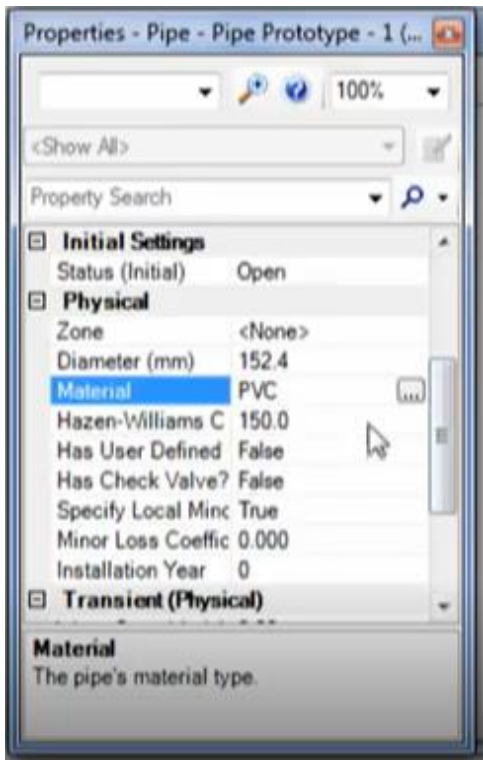 Properties - Pipe - Pipe Prototype - 1 (...
100%
<Show All>
Property Search
Initial Settings
Status (Initial) Open
Physical
Zone <None>
Diameter (mm) 152.4
Material PVC ...
Hazen-Williams C 150.0
Has User Defined False
Has Check Valve? False
Specify Local Minc True
Minor Loss Coeffic 0.000
Installation Year 0
Transient (Physical)
Material
The pipe's material type.